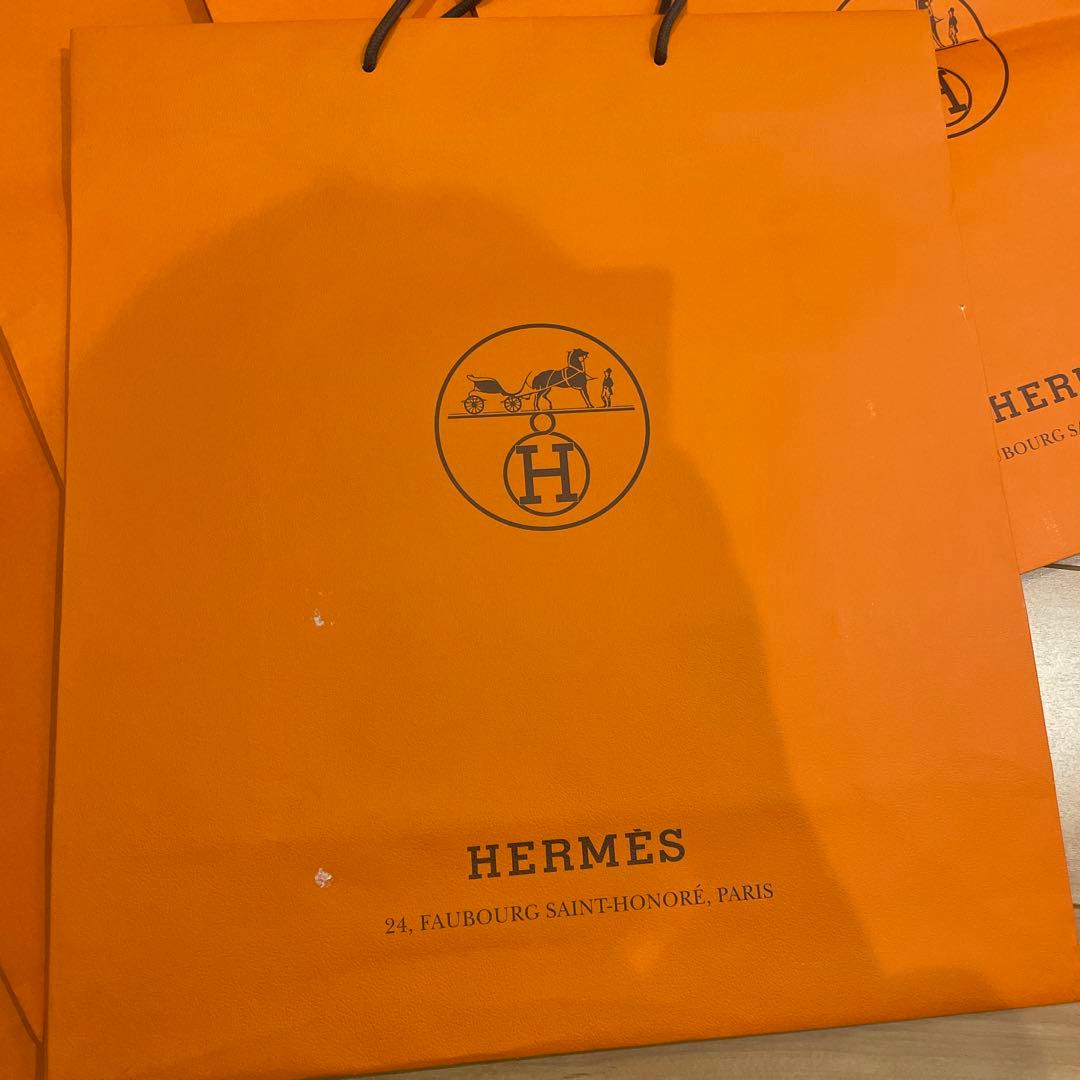 H
HERMÈS
24, FAUBOURG SAINT-HONORÉ, PARIS